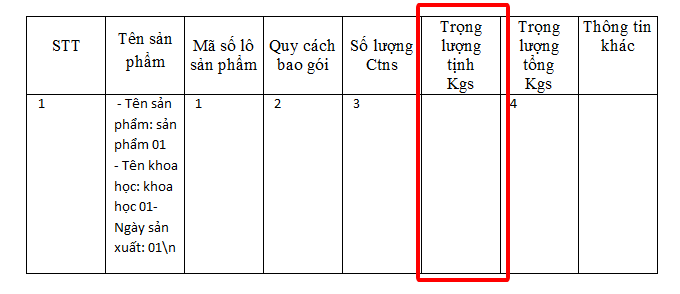 STT
Tên sản
phẩm
Mã số lô
sản phẩm
Quy cách
bao gói
Số lượng
Ctns
Trọng
lượng
tịnh
Kgs
Trọng
lượng
tổng
Kgs
Thông tin
khác
1
- Tên sản
phẩm: sản
phẩm 01
- Tên khoa
học: khoa
học 01-
Ngày sản
xuất: 01\n
1
2
3
4